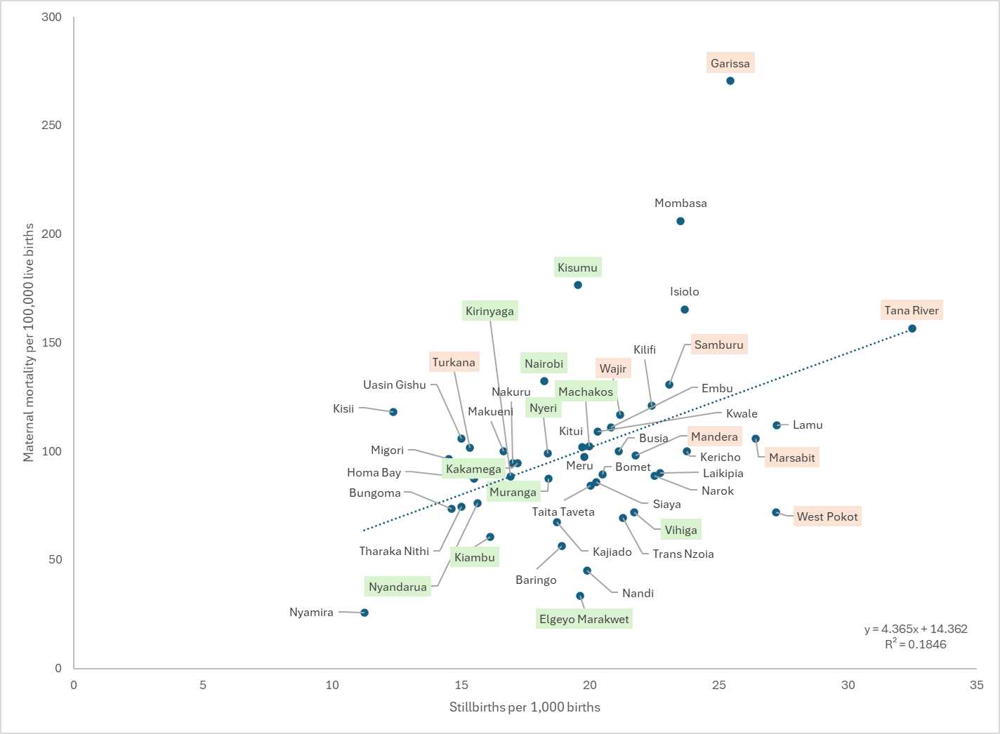 300
Garissa
250
Mombasa
200
Kisumu
Isiolo
Kirinyaga
Tana River
150
Samburu
Kilifi
Turkana
Nairobi
Wajir
Uasin Gishu
Nakuru
Machakos
Embu
Kisii
Makueni
Nyeri
Kwale
Lamu
Kitui
Busia
Mandera
100
Migori
Kericho
Marsabit
Kakamega
Meru
Bomet
Homa Bay
Laikipia
Bungoma
Muranga
Narok
Siaya
Taita Taveta
West Pokot
Vihiga
Tharaka Nithi
Kiambu
Kajiado
Trans Nzoia
50
Baringo
Nyandarua
Nandi
Nyamira
Elgeyo Marakwet
y = 4.365x + 14.362
R² = 0.1846
0
0 5 10 15 20 25 30 35
Stillbirths per 1,000 births
Maternal mortality per 100,000 live births